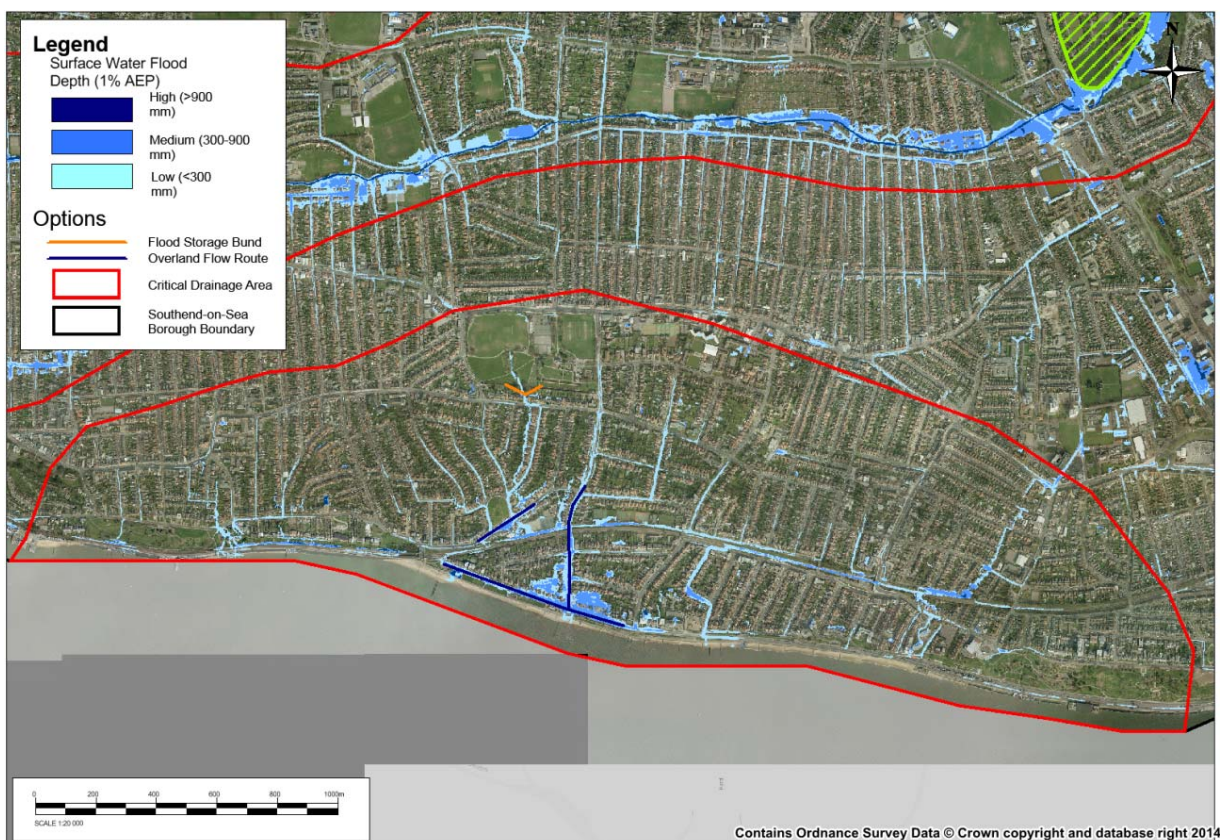 Legend
Surface Water Flood
Depth (1% AEP)
High (>900
mm)
Medium (300-900
mm)
Low (<300
mm)
Options
Flood Storage Bund
Overland Flow Route
Critical Drainage Area
Southend-on-Sea
Borough Boundary
N
0 200 400 600 800 1000m
SCALE 1:20 000
Contains Ordnance Survey Data © Crown copyright and database right 2014